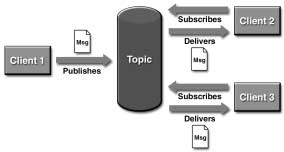 Msg
Client 1
Publishes
Topic
Subscribes
Client 2
Delivers
Msg
Subscribes
Client 3
Delivers
Msg